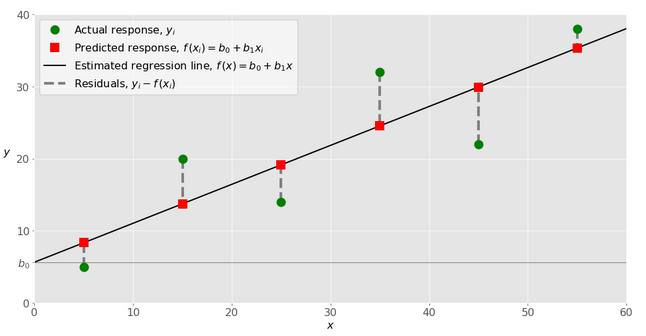 Actual response, yᵢ
Predicted response, f(xᵢ) = b₀ + b₁xᵢ
Estimated regression line, f(x) = b₀ + b₁x
Residuals, yᵢ − f(xᵢ)
40
30
20
10
b₀
0
y
0 10 20 30 40 50 60
x